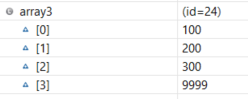 array3 (id=24)
[0] 100
[1] 200
[2] 300
[3] 9999